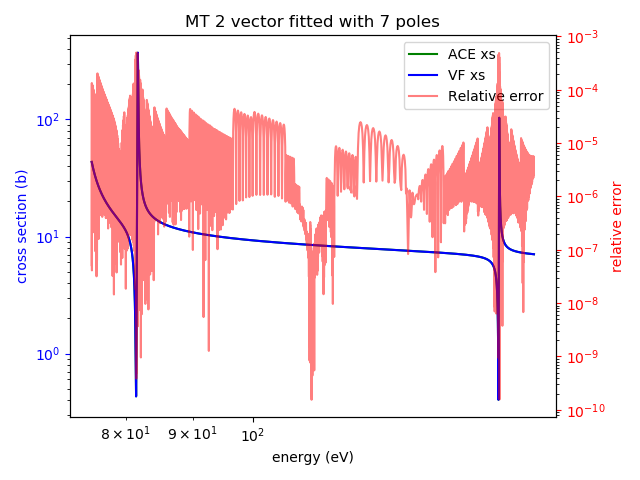 MT 2 vector fitted with 7 poles
ACE xs
VF xs
Relative error
cross section (b)
10²
10¹
10⁰
relative error
10⁻³
10⁻⁴
10⁻⁵
10⁻⁶
10⁻⁷
10⁻⁸
10⁻⁹
10⁻¹⁰
8 × 10¹ 9 × 10¹ 10²
energy (eV)